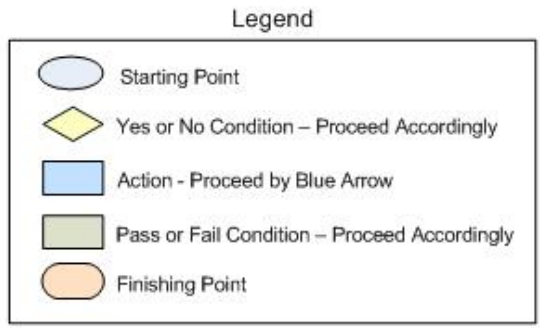 Legend
Starting Point
Yes or No Condition – Proceed Accordingly
Action - Proceed by Blue Arrow
Pass or Fail Condition – Proceed Accordingly
Finishing Point